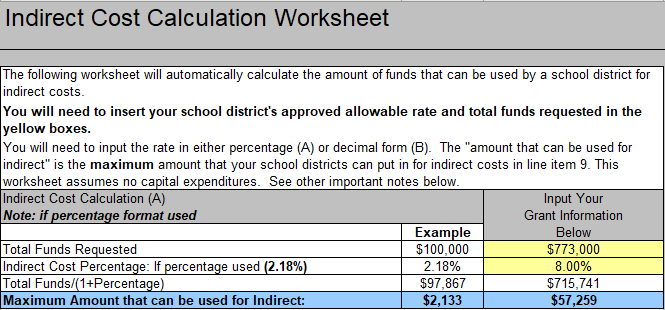 Indirect Cost Calculation Worksheet
The following worksheet will automatically calculate the amount of funds that can be used by a school district for
indirect costs.
You will need to insert your school district's approved allowable rate and total funds requested in the
yellow boxes.
You will need to input the rate in either percentage (A) or decimal form (B).  The "amount that can be used for
indirect" is the maximum amount that your school districts can put in for indirect costs in line item 9. This
worksheet assumes no capital expenditures.  See other important notes below.
Indirect Cost Calculation (A) Input Your
Note: if percentage format used Grant Information
Example Below
Total Funds Requested $100,000 $773,000
Indirect Cost Percentage: If percentage used (2.18%) 2.18% 8.00%
Total Funds/(1+Percentage) $97,867 $715,741
Maximum Amount that can be used for Indirect: $2,133 $57,259